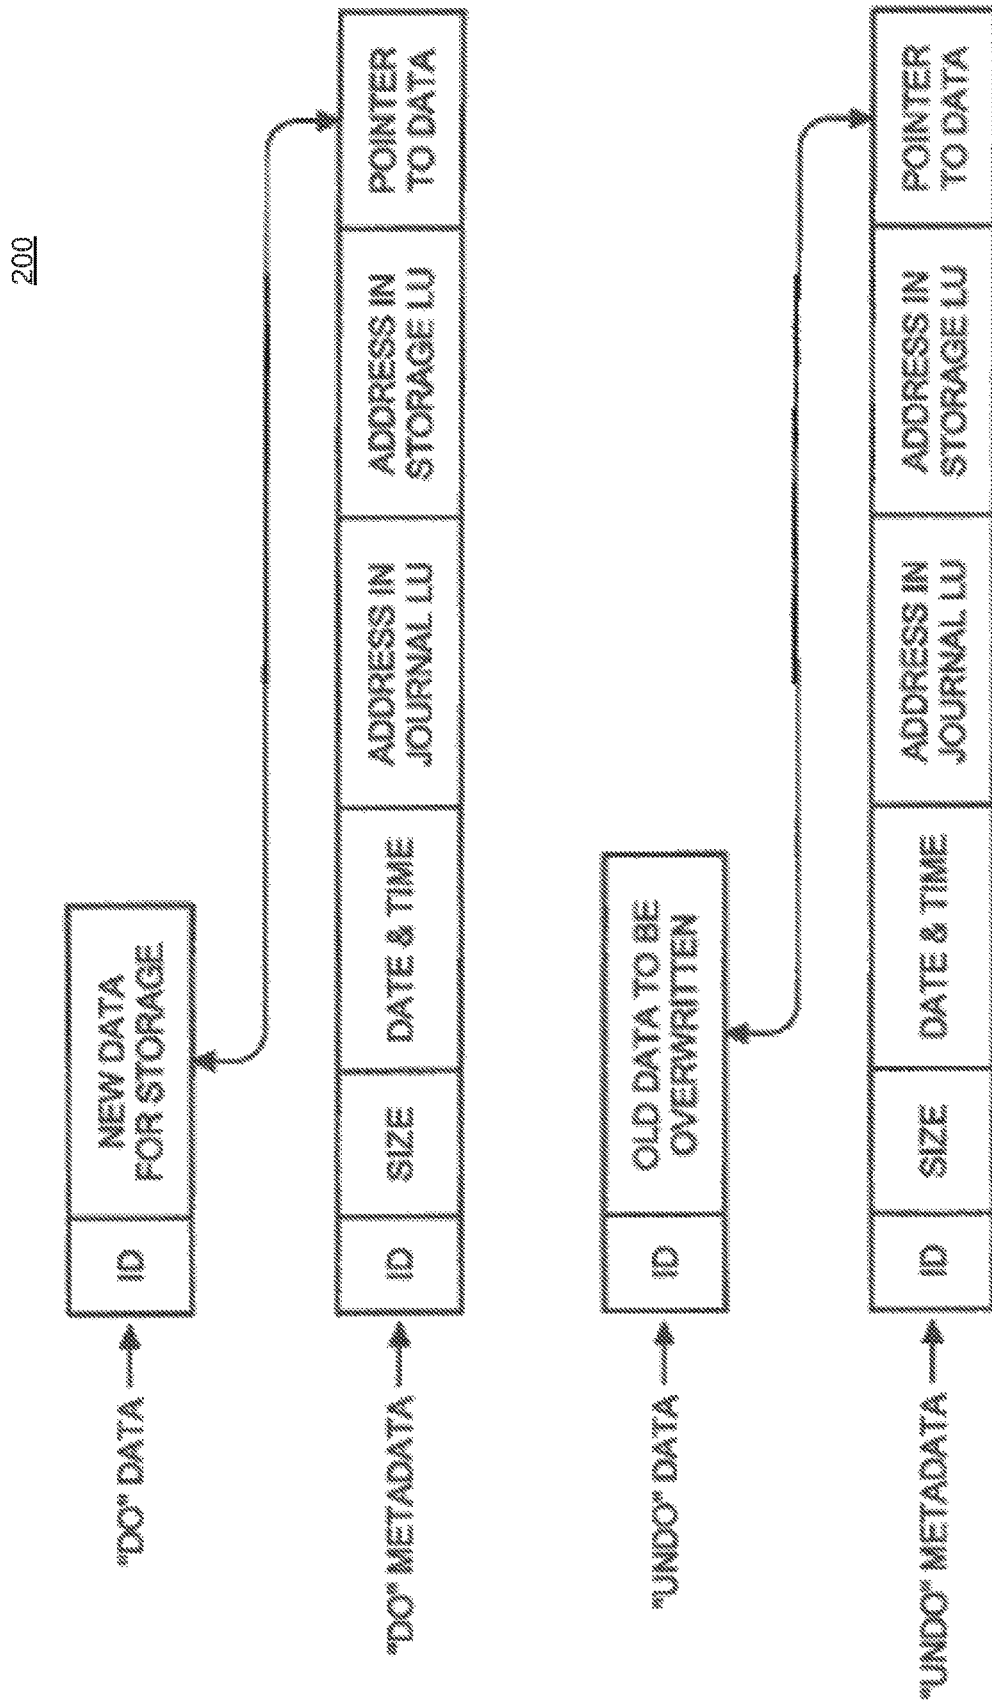 200
"DO" DATA
ID
NEW DATA
FOR STORAGE
"DO" METADATA
ID
SIZE
DATE & TIME
ADDRESS IN
JOURNAL LU
ADDRESS IN
STORAGE LU
POINTER
TO DATA
"UNDO" DATA
ID
OLD DATA TO BE
OVERWRITTEN
"UNDO" METADATA
ID
SIZE
DATE & TIME
ADDRESS IN
JOURNAL LU
ADDRESS IN
STORAGE LU
POINTER
TO DATA